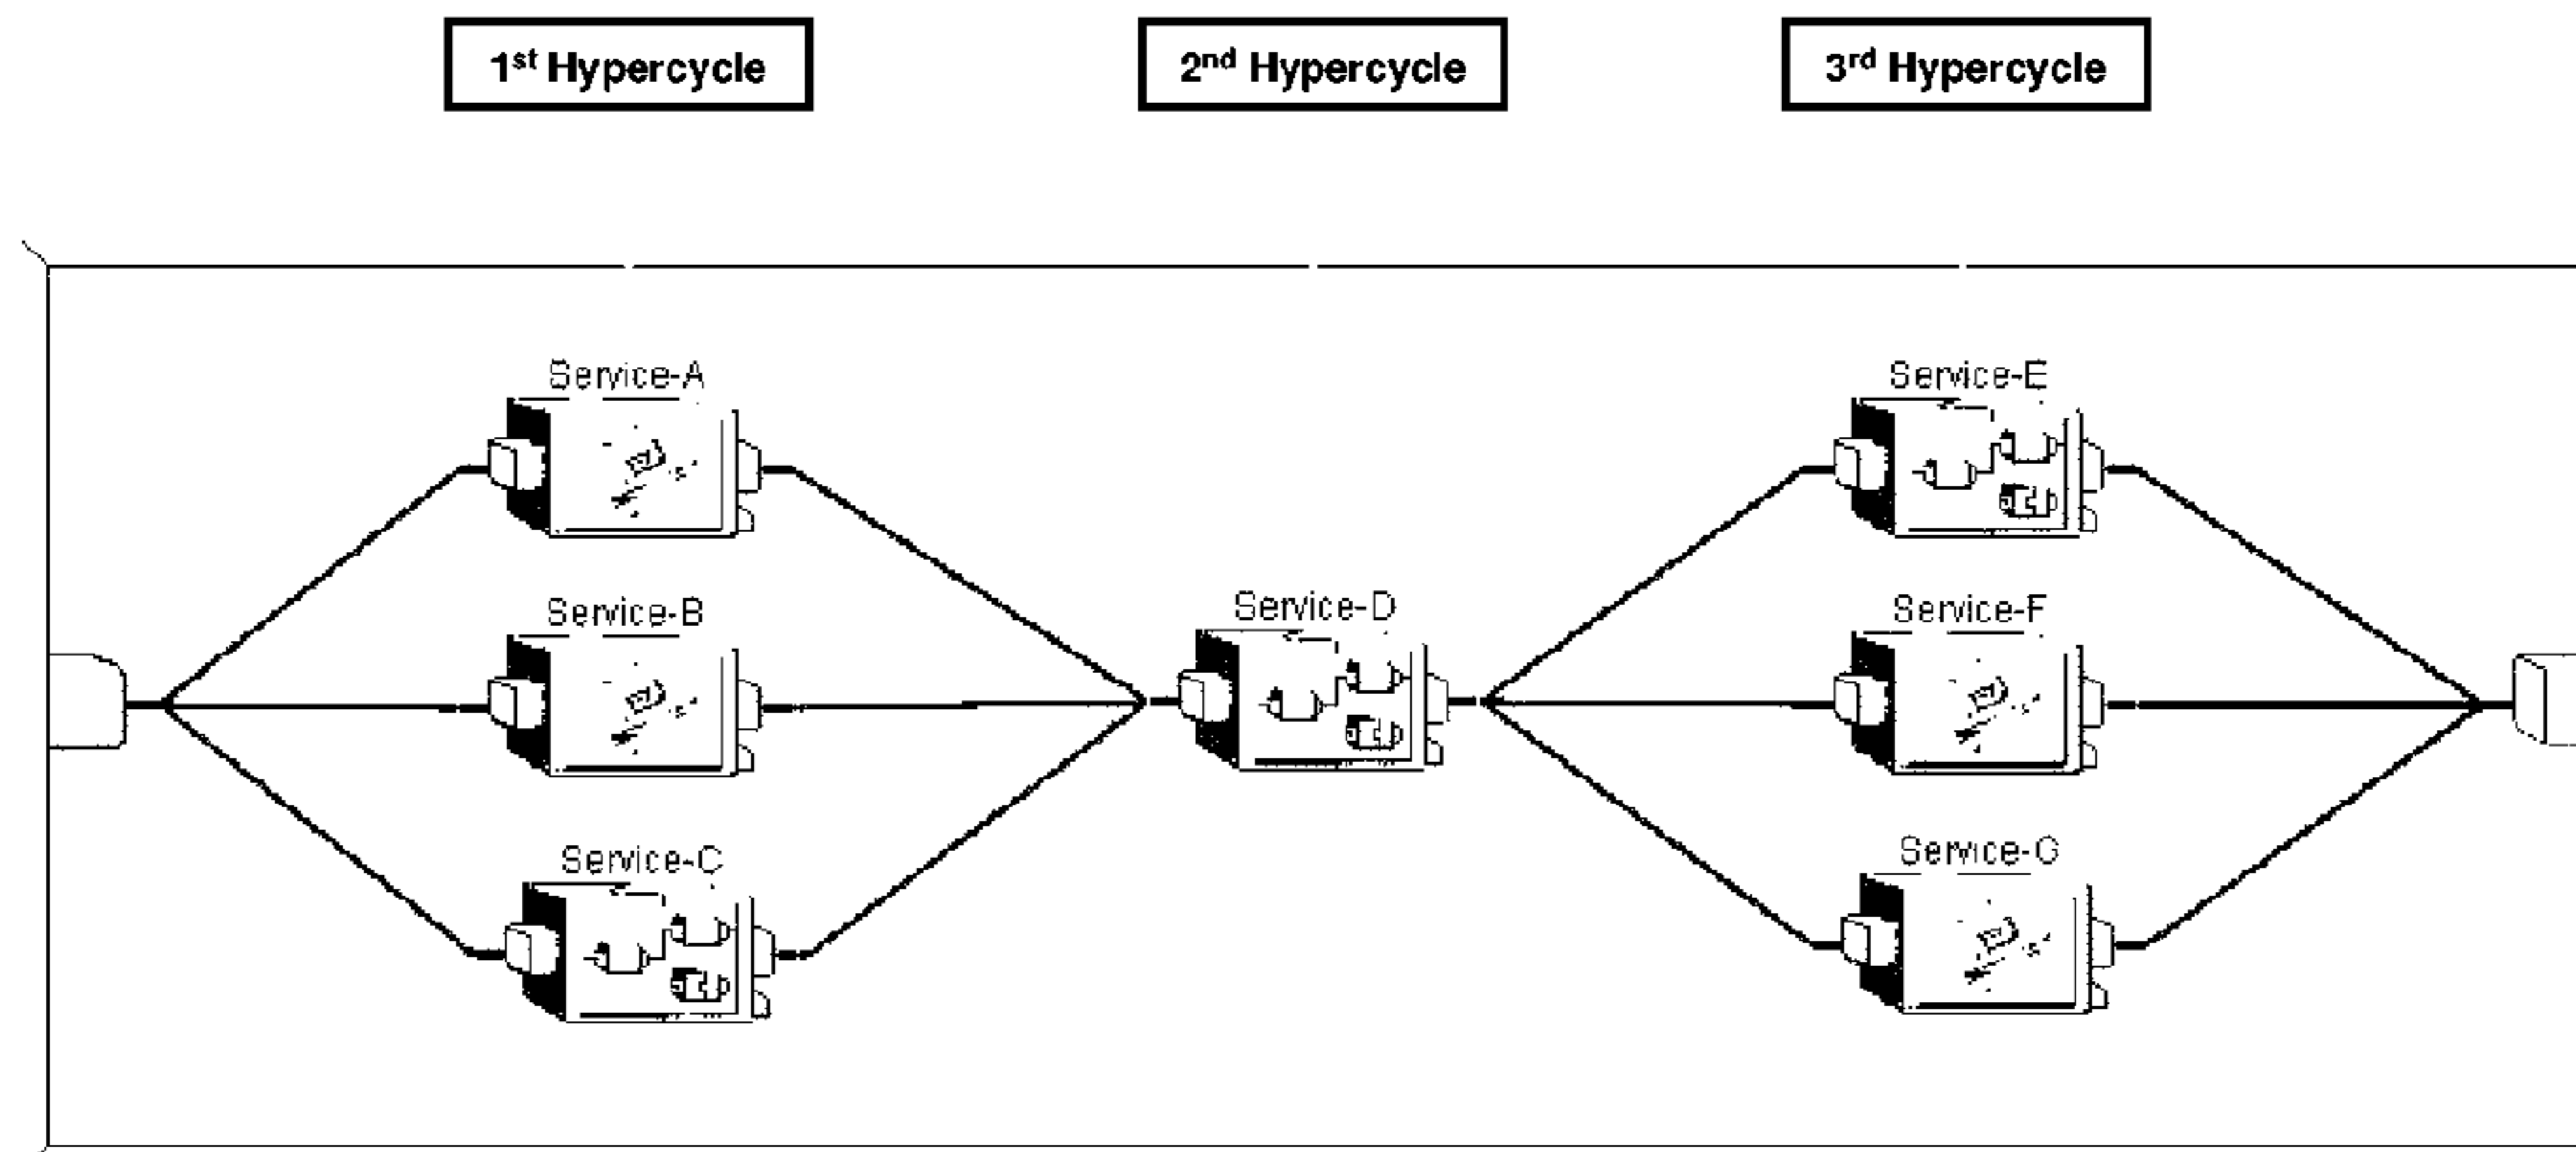 1st Hypercycle
2nd Hypercycle
3rd Hypercycle
Service-A
Service-E
Service-B
Service-D
Service-F
Service-C
Service-G